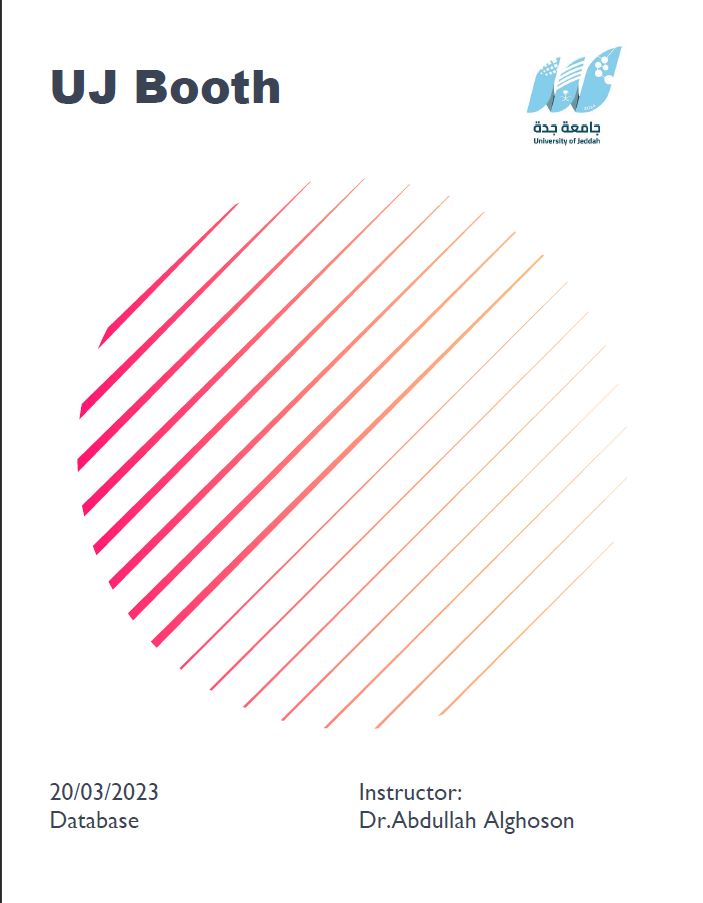 UJ Booth
جامعة جدة
University of Jeddah
20/03/2023
Database
Instructor:
Dr.Abdullah Alghoson